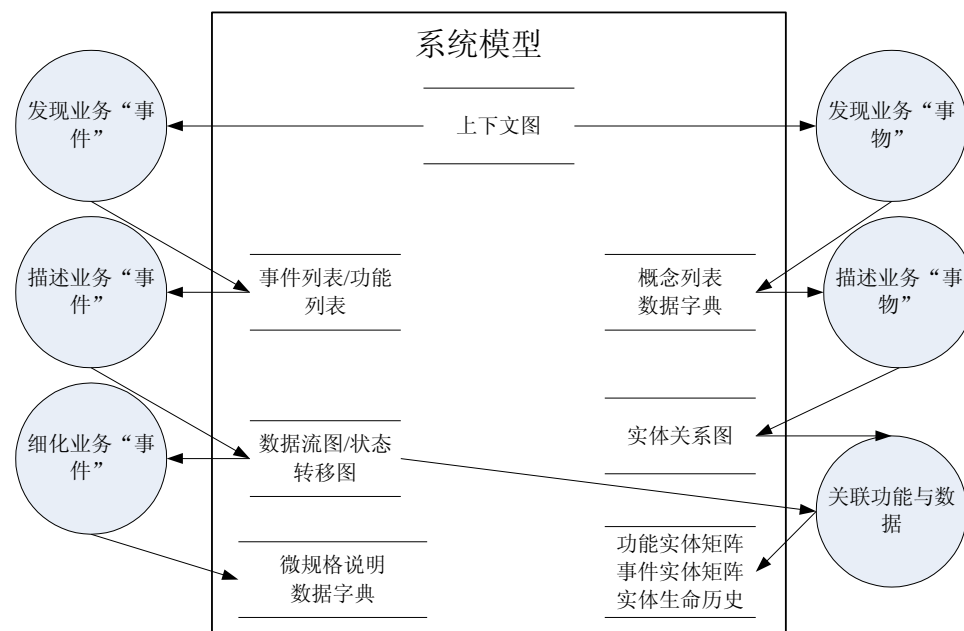 系统模型
发现业务“事
件”
上下文图
发现业务“事
物”
描述业务“事
件”
事件列表/功能
列表
概念列表
数据字典
描述业务“事
物”
细化业务“事
件”
数据流图/状态
转移图
实体关系图
关联功能与数
据
微规格说明
数据字典
功能实体矩阵
事件实体矩阵
实体生命历史